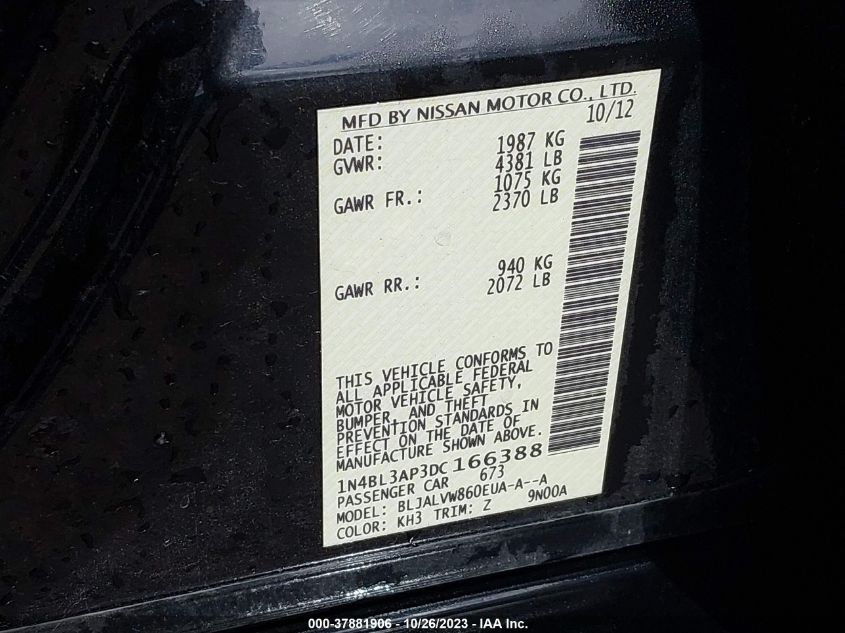 MFD BY NISSAN MOTOR CO., LTD.
DATE: 10/12
GVWR: 1987 KG
4381 LB
GAWR FR.: 1075 KG
2370 LB
GAWR RR.: 940 KG
2072 LB
THIS VEHICLE CONFORMS TO
ALL APPLICABLE FEDERAL
MOTOR VEHICLE SAFETY,
BUMPER, AND THEFT
PREVENTION STANDARDS IN
EFFECT ON THE DATE OF
MANUFACTURE SHOWN ABOVE.
1N4BL3AP3DC166388
PASSENGER CAR 673
MODEL: BLJALVW860EUA-A--A
COLOR: KH3 TRIM: Z 9N00A
000-37881906 - 10/26/2023 - IAA Inc.